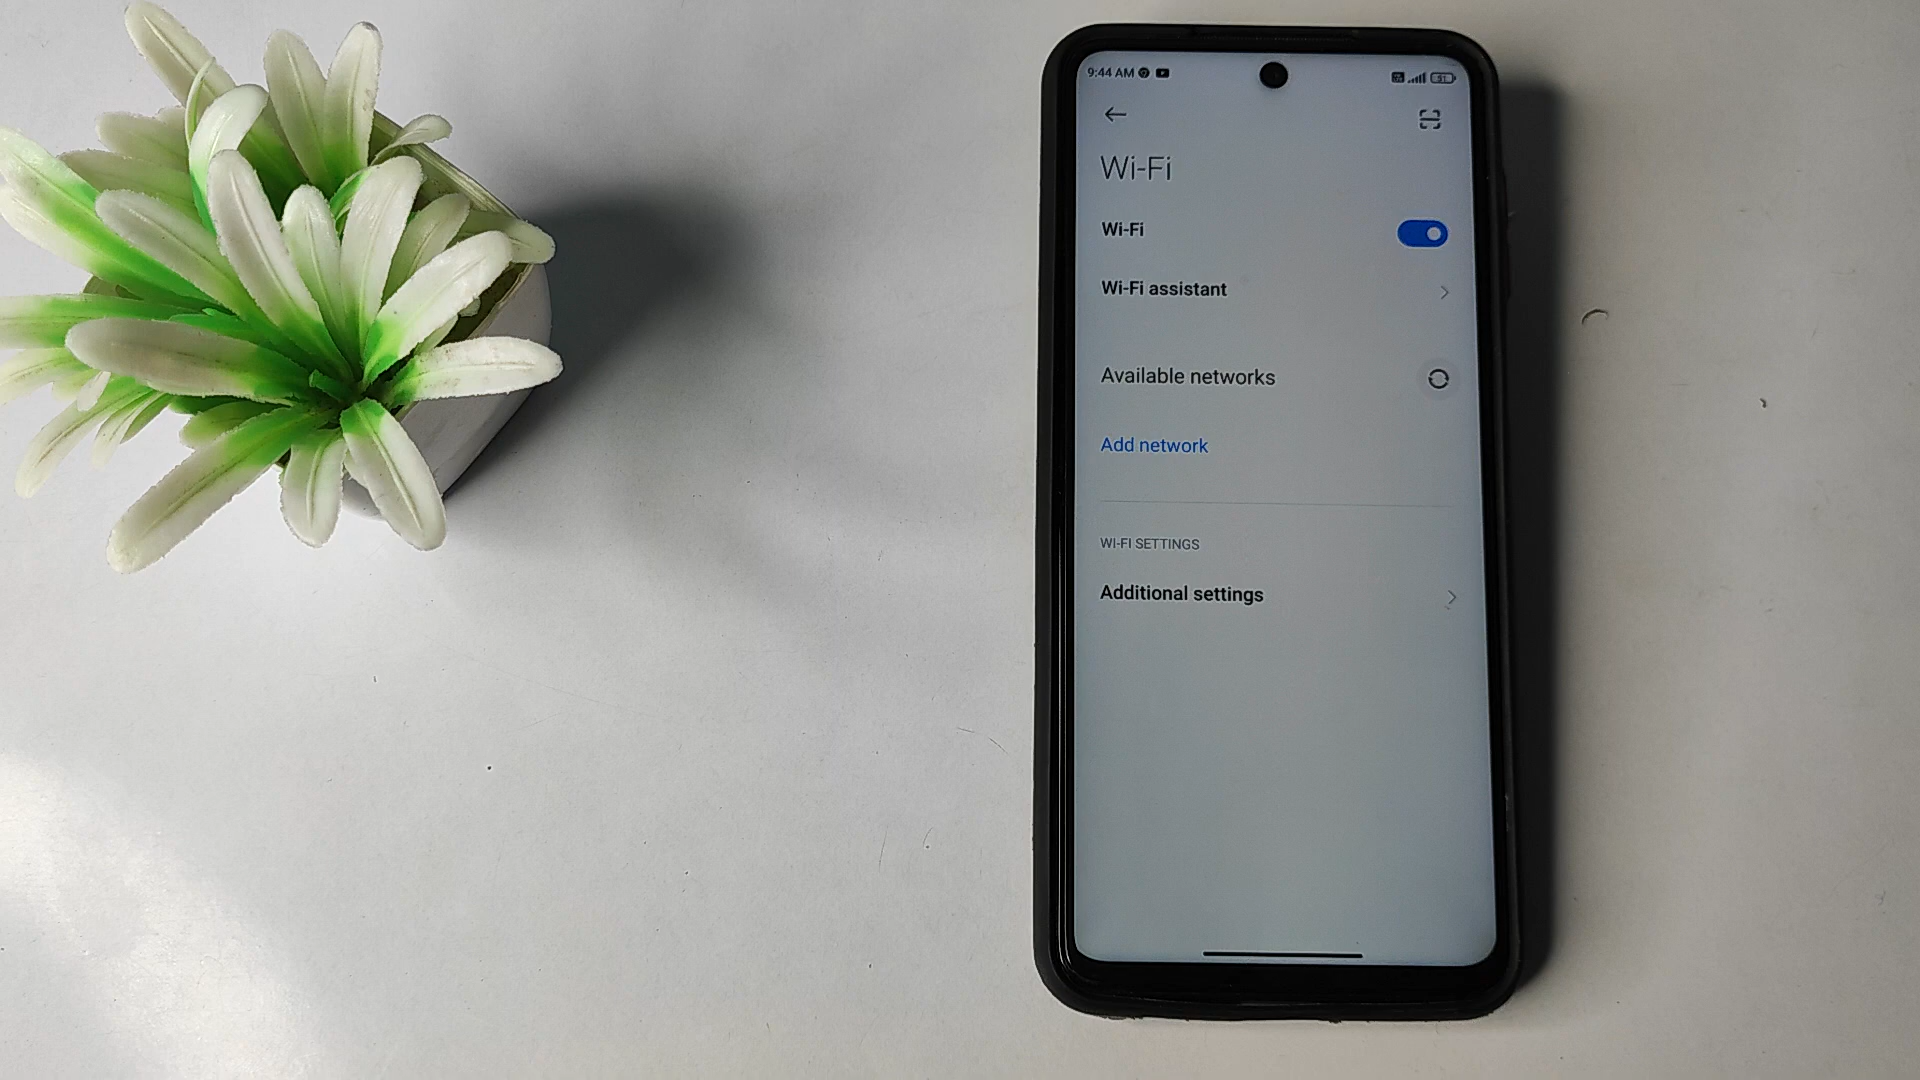 9:44 AM
Wi-Fi
Wi-Fi
Wi-Fi assistant
Available networks
Add network
WI-FI SETTINGS
Additional settings